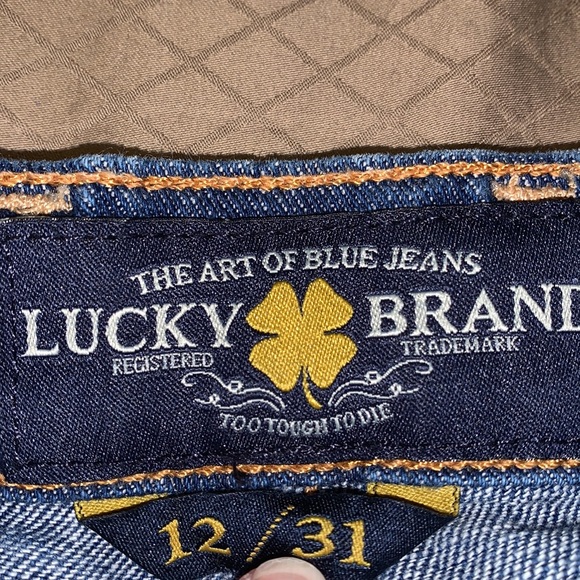 THE ART OF BLUE JEANS
LUCKY BRAND
REGISTERED TRADEMARK
TOO TOUGH TO DIE
12/31